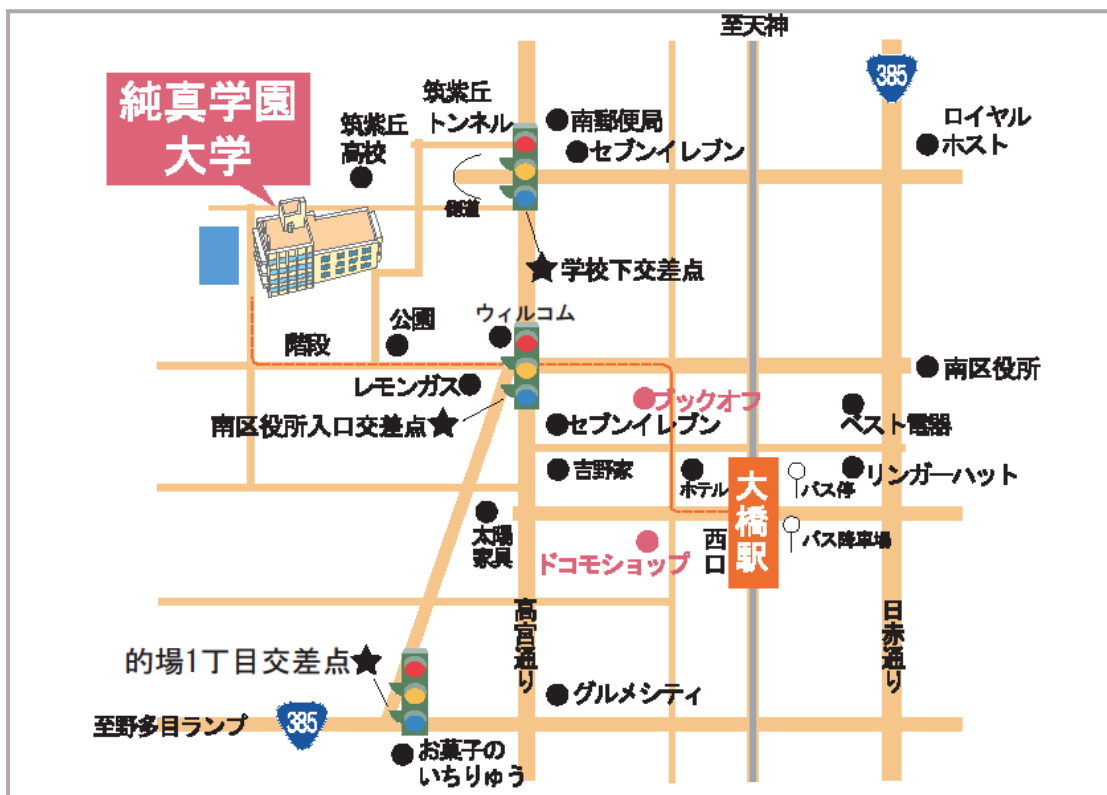 至天神
385
純真学園
大学
筑紫丘
高校
筑紫丘
トンネル
南郵便局
セブンイレブン
ロイヤル
ホスト
側道
学校下交差点
ウィルコム
公園
階段
レモンガス
南区役所
南区役所入口交差点
ブックオフ
セブンイレブン
ベスト電器
吉野家
ホテル
大橋駅
バス停
リンガーハット
太陽
家具
西口
バス降車場
ドコモショップ
高宮通り
日赤通り
的場1丁目交差点
グルメシティ
至野多目ランプ
385
お菓子の
いちりゅう